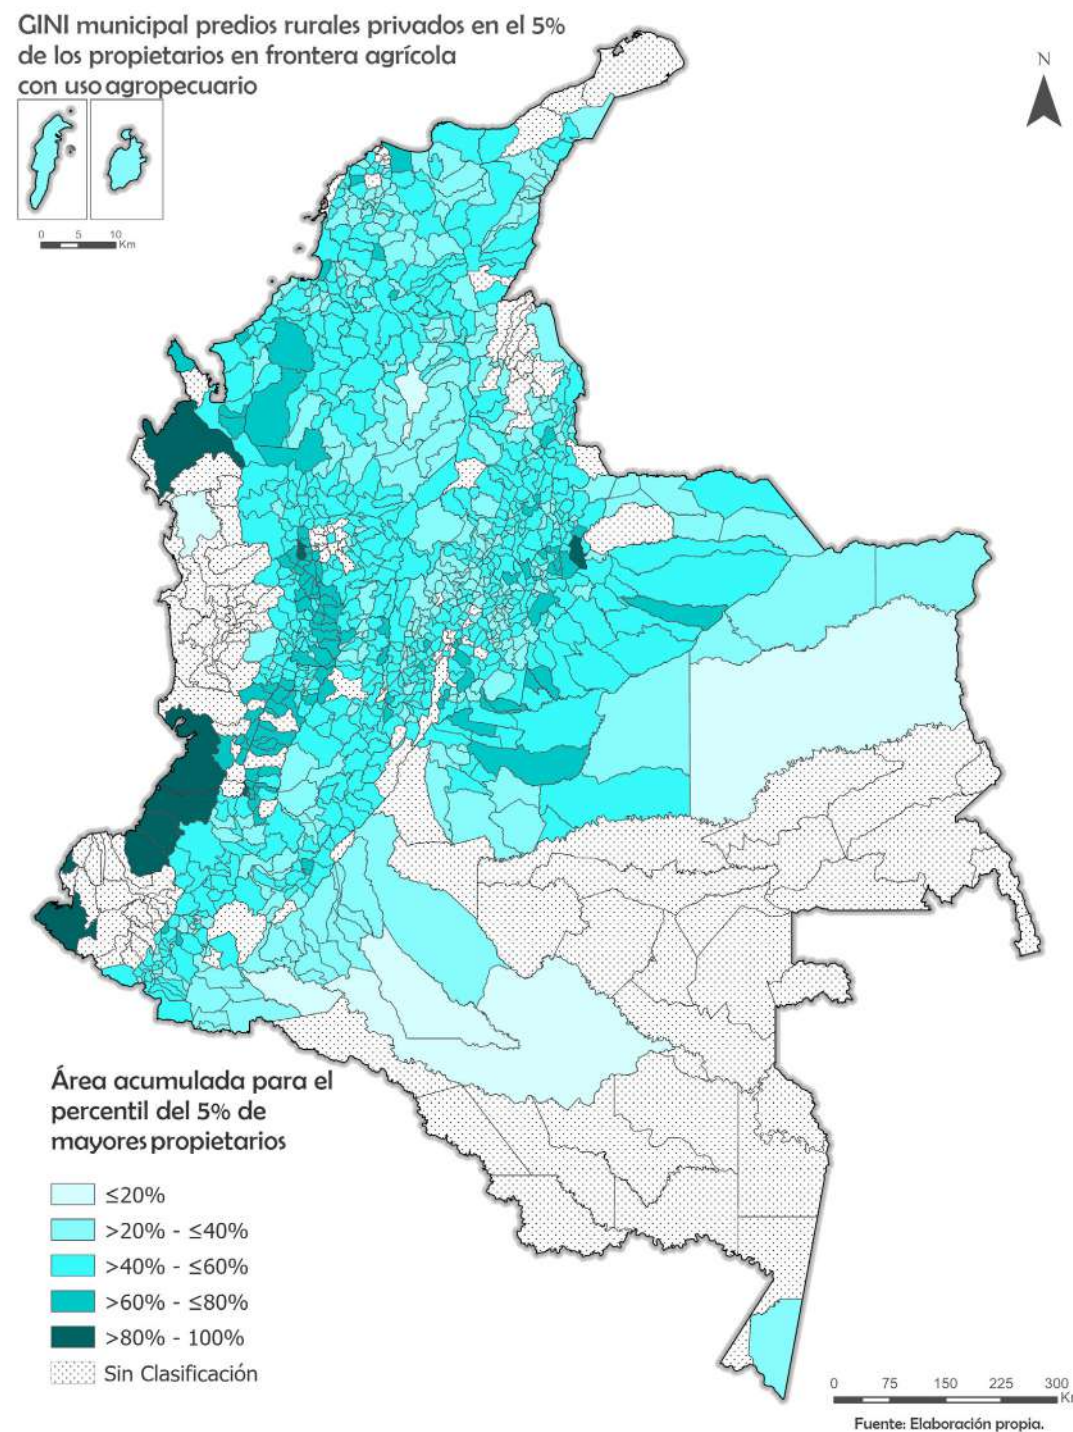 GINI municipal predios rurales privados en el 5%
de los propietarios en frontera agrícola
con uso agropecuario
N
0 5 10
Km
Área acumulada para el
percentil del 5% de
mayores propietarios
≤20%
>20% - ≤40%
>40% - ≤60%
>60% - ≤80%
>80% - 100%
Sin Clasificación
0 75 150 225 300
Km
Fuente: Elaboración propia.